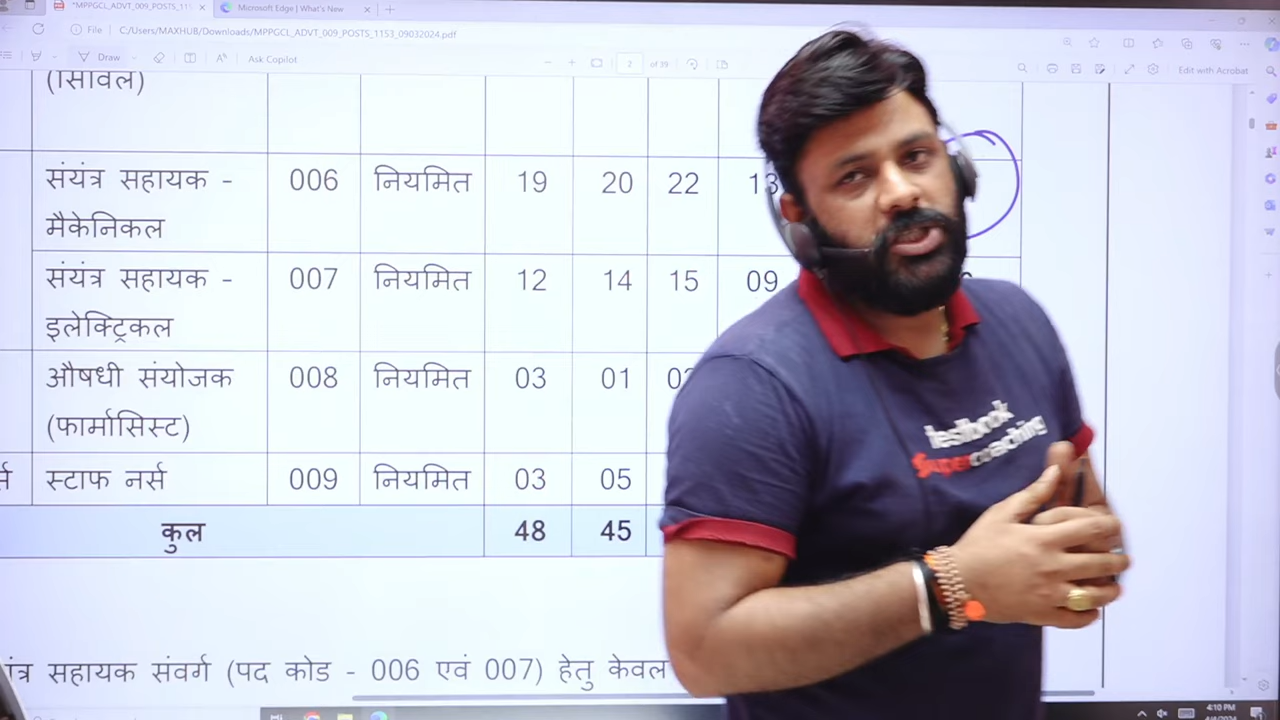 *MPPGCL_ADVT_009_POSTS_115
Microsoft Edge | What's New
File
C:/Users/MAXHUB/Downloads/MPPGCL_ADVT_009_POSTS_1153_09032024.pdf
Draw
Ask Copilot
2 of 39
Edit with Acrobat
(सिविल)
संयंत्र सहायक - 006 नियमित 19 20 22 13
मैकेनिकल
संयंत्र सहायक - 007 नियमित 12 14 15 09
इलेक्ट्रिकल
औषधी संयोजक 008 नियमित 03 01
(फार्मासिस्ट)
स्टाफ नर्स 009 नियमित 03 05
कुल 48 45
सहायक संवर्ग (पद कोड - 006 एवं 007) हेतु केवल
testbook
Supercoaching
4:10 PM